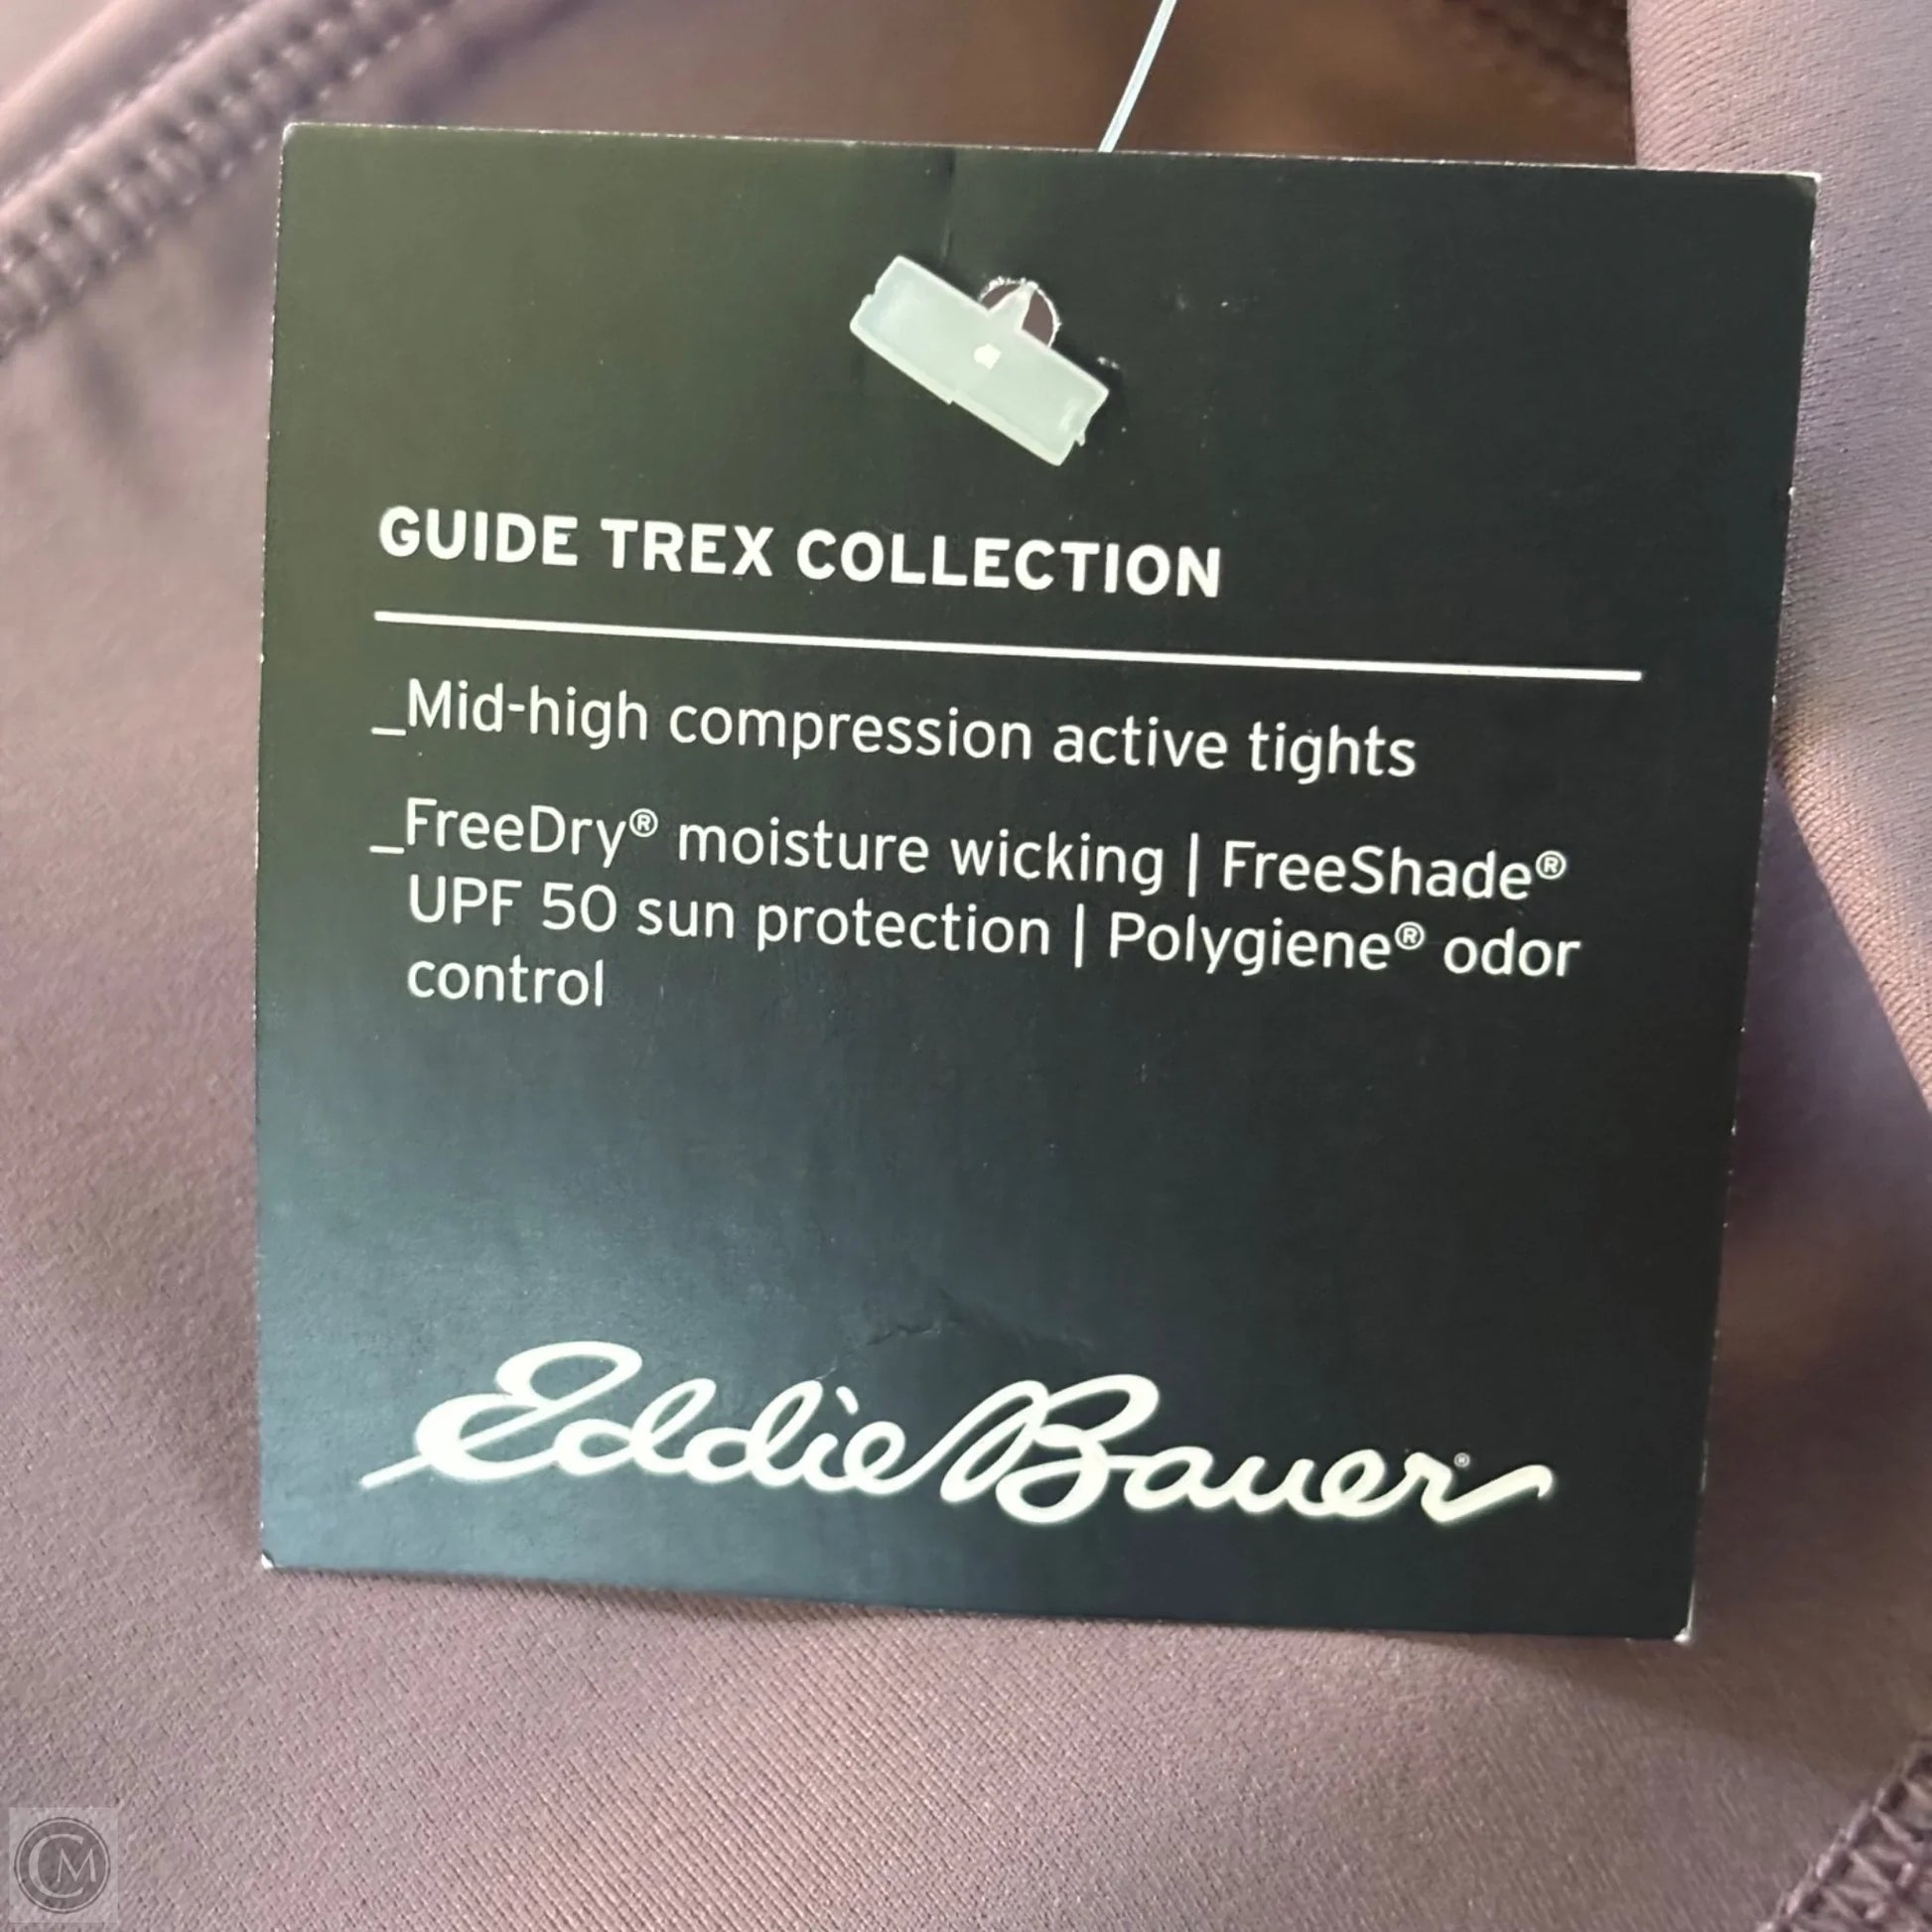 GUIDE TREX COLLECTION
_Mid-high compression active tights
_FreeDry® moisture wicking | FreeShade®
UPF 50 sun protection | Polygiene® odor
control
Eddie Bauer®
CM